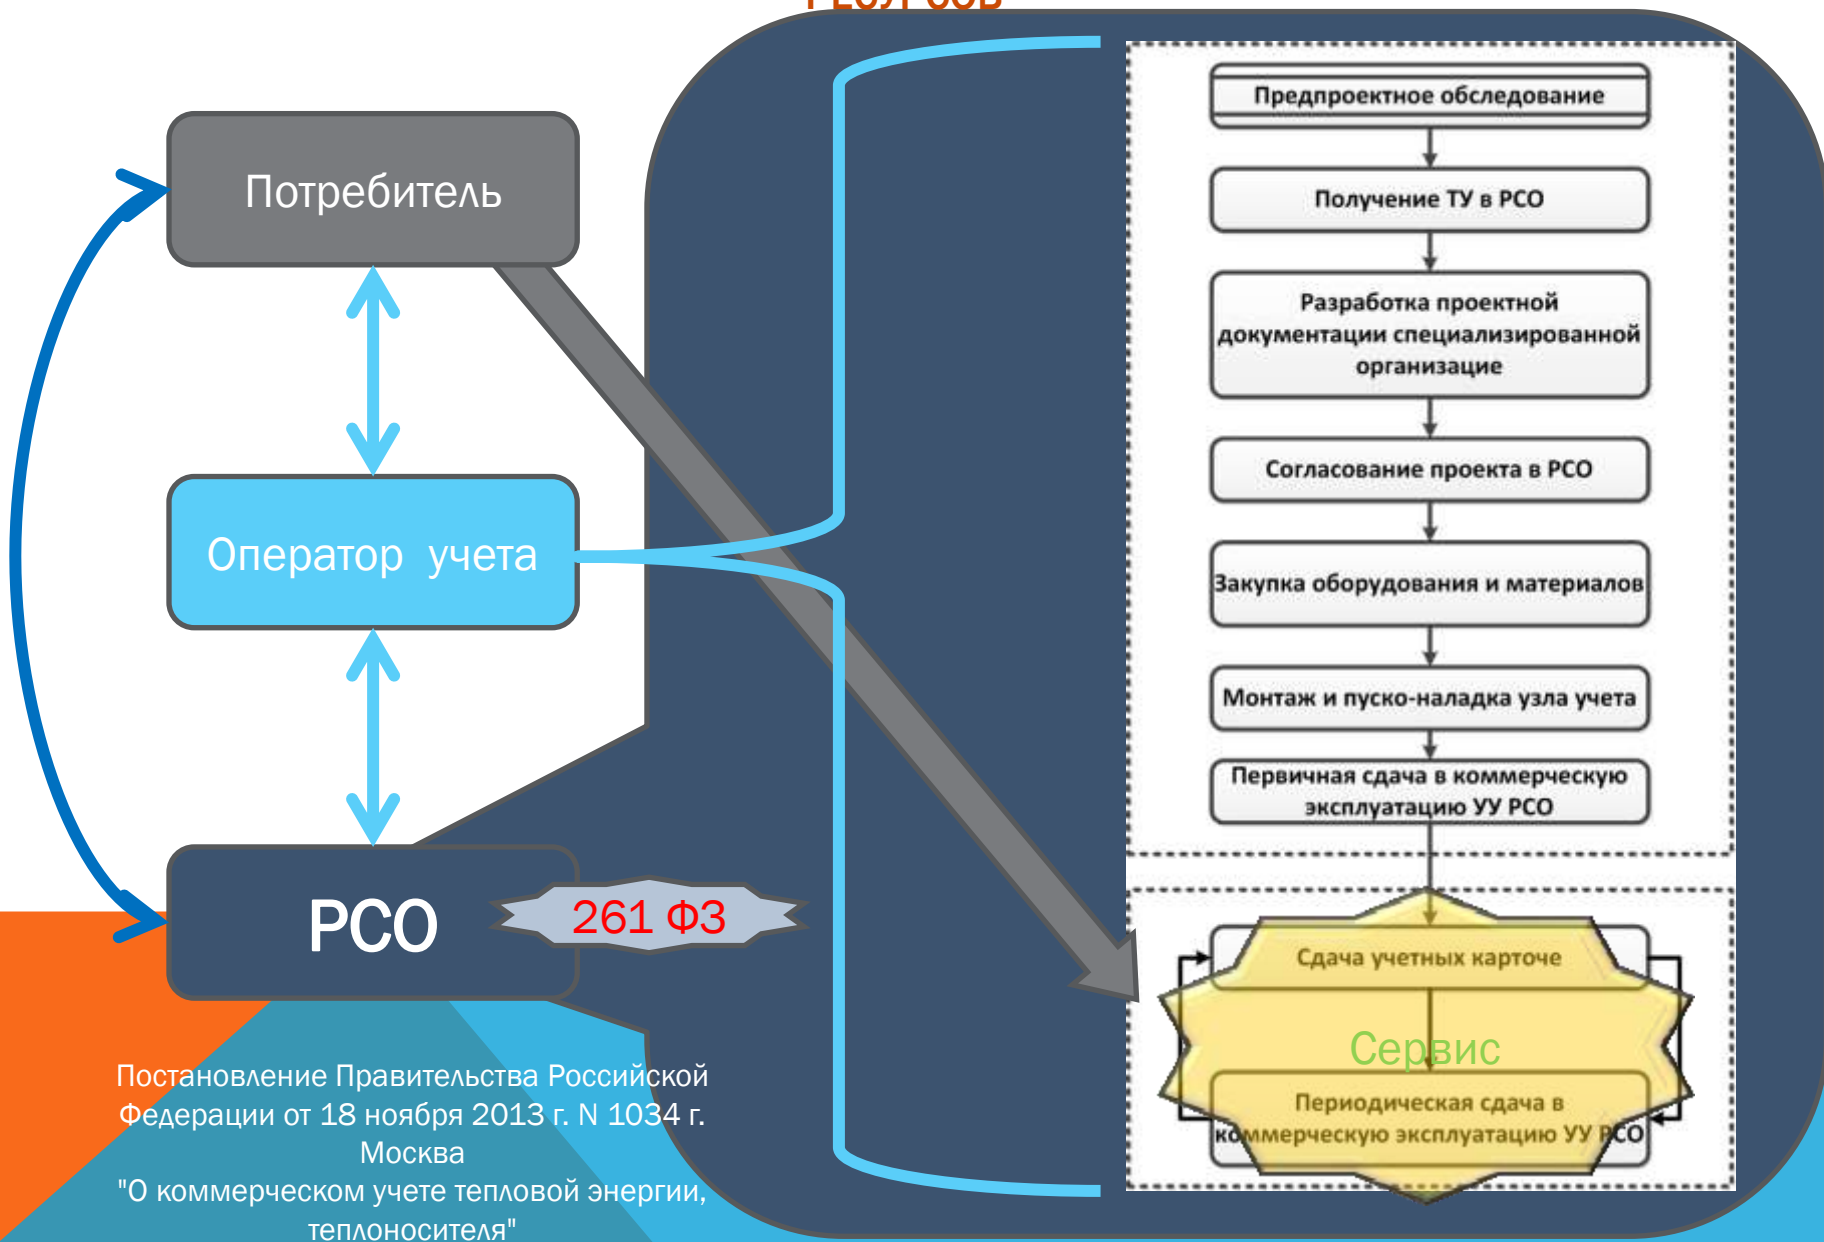 РЕСУРСОВ
Потребитель
Оператор учета
РСО
261 ФЗ
Постановление Правительства Российской
Федерации от 18 ноября 2013 г. N 1034 г.
Москва
"О коммерческом учете тепловой энергии,
теплоносителя"
Предпроектное обследование
Получение ТУ в РСО
Разработка проектной
документации специализированной
организацие
Согласование проекта в РСО
Закупка оборудования и материалов
Монтаж и пуско-наладка узла учета
Первичная сдача в коммерческую
эксплуатацию УУ РСО
Сдача учетных карточе
Сервис
Периодическая сдача в
коммерческую эксплуатацию УУ РСО